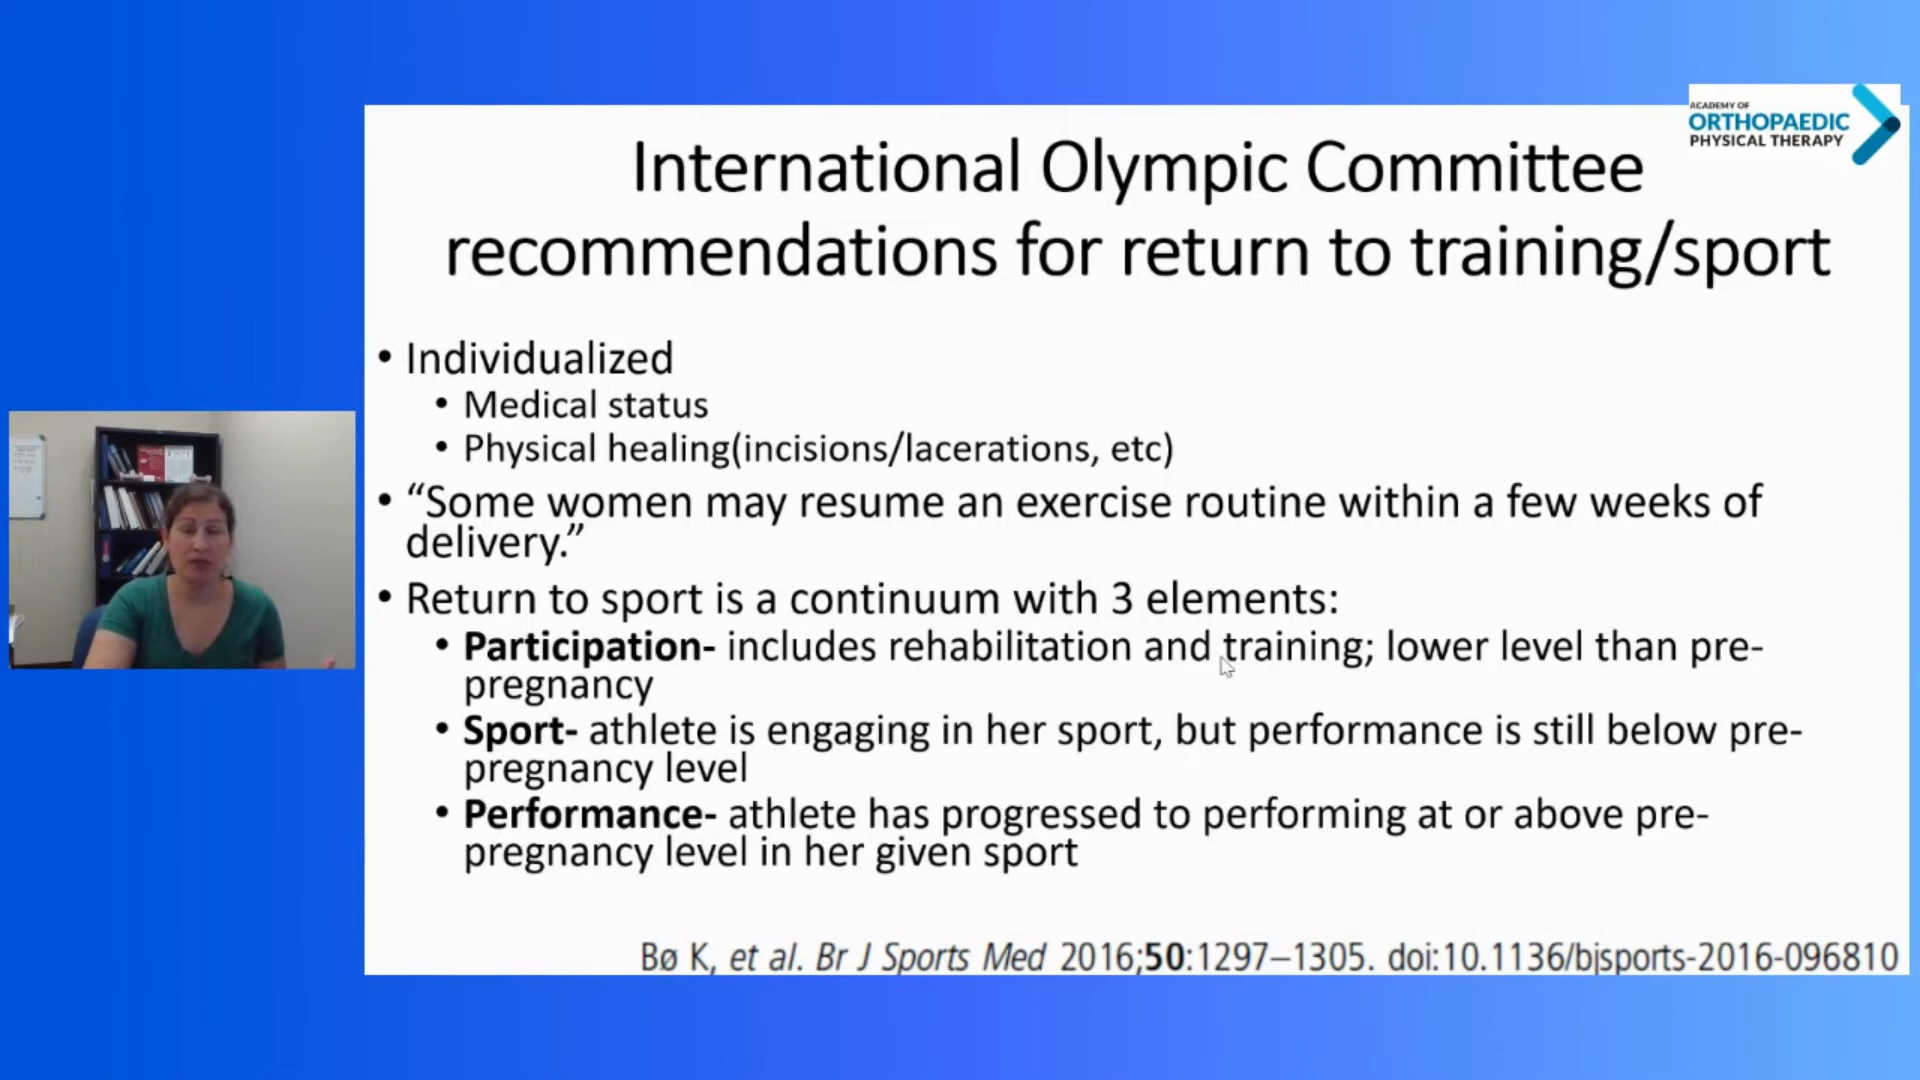 ACADEMY OF
ORTHOPAEDIC
PHYSICAL THERAPY
International Olympic Committee
recommendations for return to training/sport
• Individualized
• Medical status
• Physical healing(incisions/lacerations, etc)
• “Some women may resume an exercise routine within a few weeks of
delivery.”
• Return to sport is a continuum with 3 elements:
• Participation- includes rehabilitation and training; lower level than pre-
pregnancy
• Sport- athlete is engaging in her sport, but performance is still below pre-
pregnancy level
• Performance- athlete has progressed to performing at or above pre-
pregnancy level in her given sport
Bø K, et al. Br J Sports Med 2016;50:1297–1305. doi:10.1136/bjsports-2016-096810